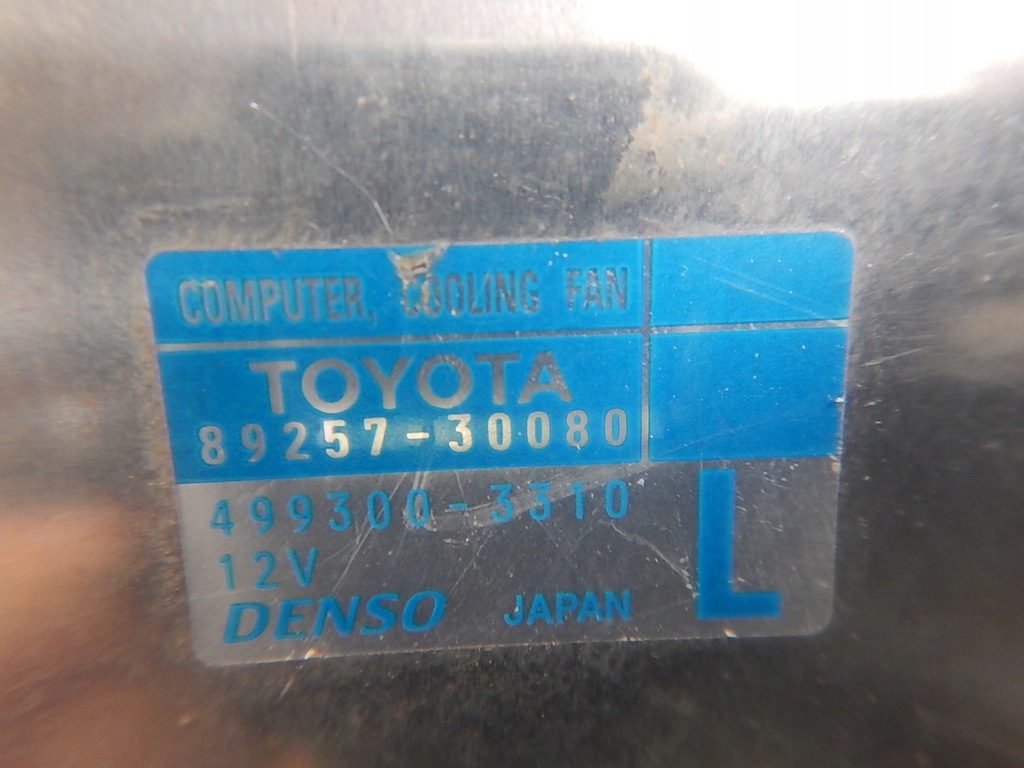 COMPUTER, COOLING FAN
TOYOTA
89257-30080
499300-3310
12V
DENSO JAPAN
L